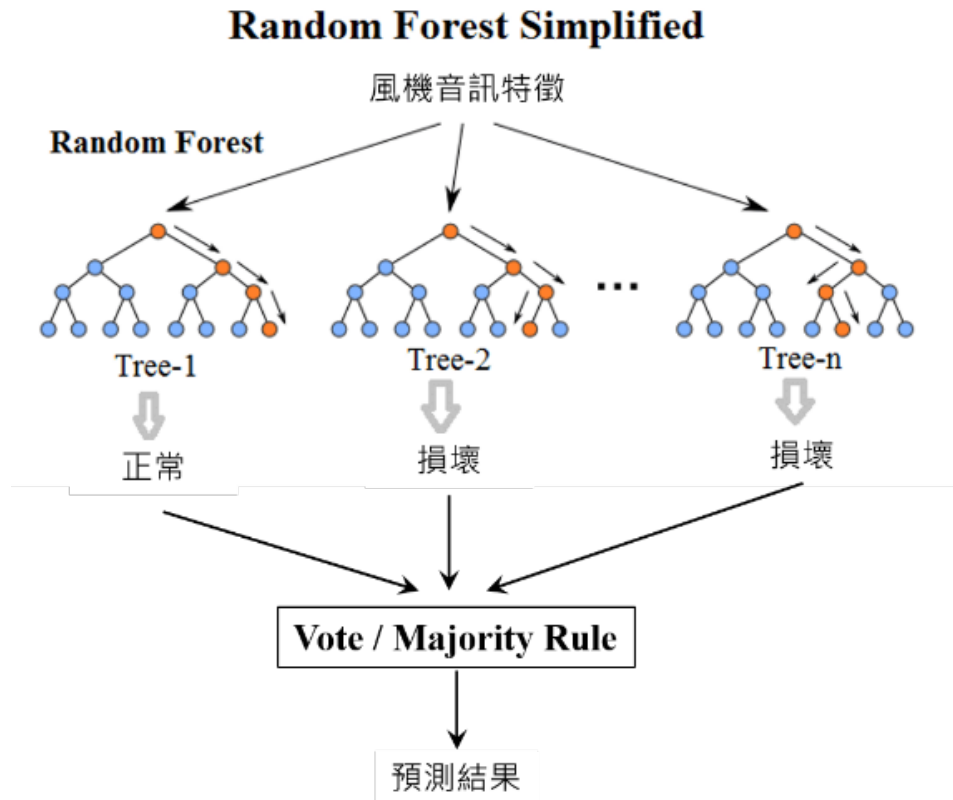 Random Forest Simplified
風機音訊特徵
Random Forest
...
Tree-1
Tree-2
Tree-n
正常
損壞
損壞
Vote / Majority Rule
預測結果